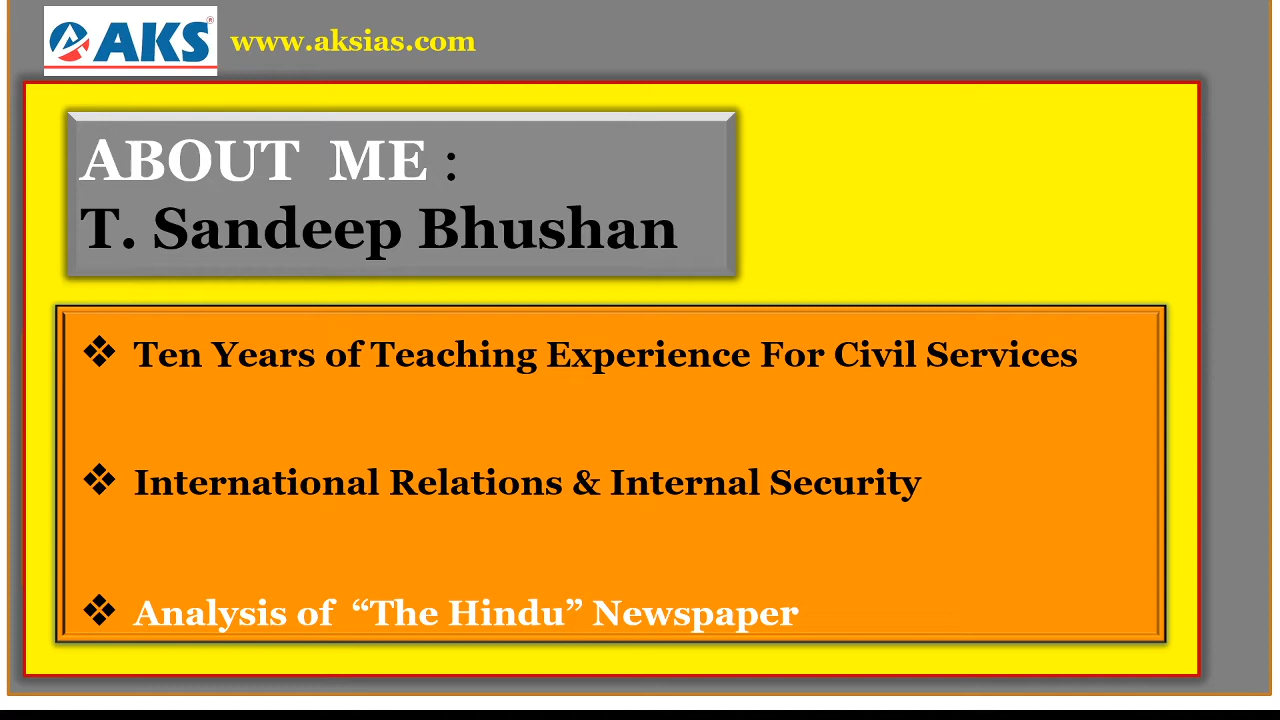 AKS®
www.aksias.com
ABOUT ME :
T. Sandeep Bhushan
❖ Ten Years of Teaching Experience For Civil Services
❖ International Relations & Internal Security
❖ Analysis of “The Hindu” Newspaper